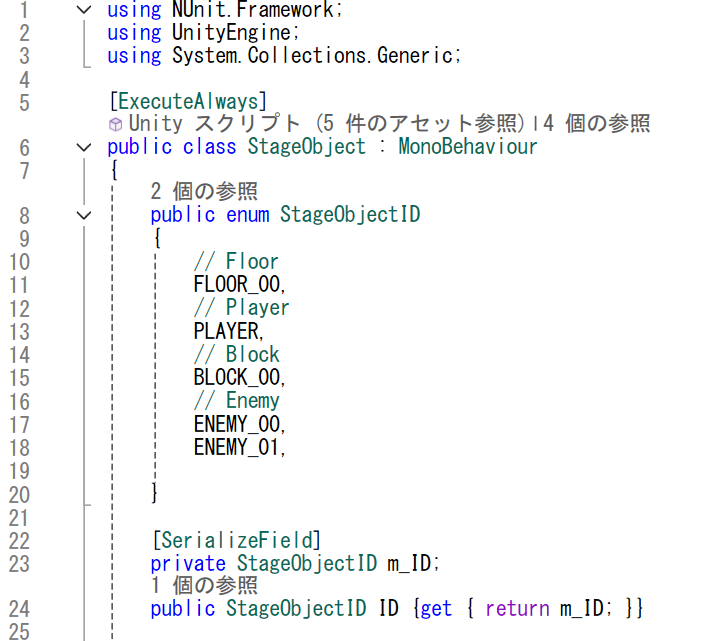 1 using NUnit.Framework;
2 using UnityEngine;
3 using System.Collections.Generic;
4
5 [ExecuteAlways]
Unity スクリプト (5 件のアセット参照)|4 個の参照
6 public class StageObject : MonoBehaviour
7 {
2 個の参照
8 public enum StageObjectID
9 {
10 // Floor
11 FLOOR_00,
12 // Player
13 PLAYER,
14 // Block
15 BLOCK_00,
16 // Enemy
17 ENEMY_00,
18 ENEMY_01,
19
20 }
21
22 [SerializeField]
23 private StageObjectID m_ID;
1 個の参照
24 public StageObjectID ID {get { return m_ID; }}
25